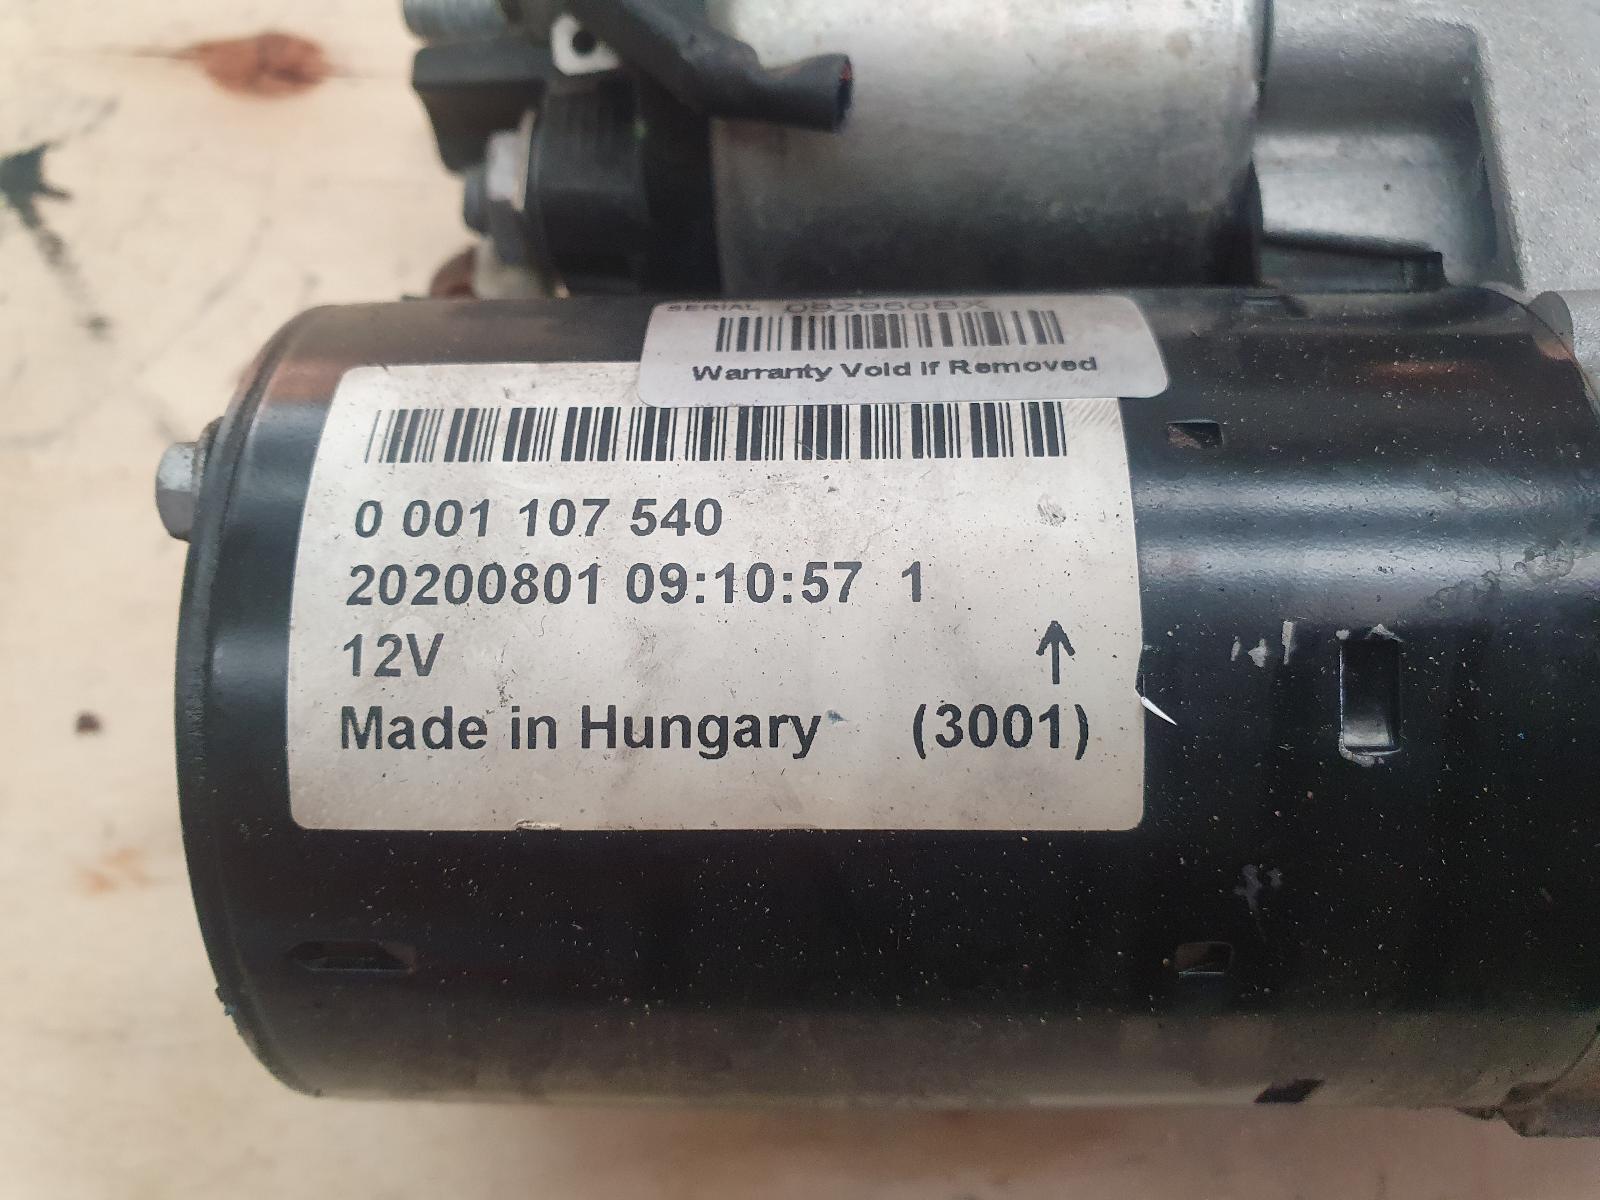 SERIAL 092960BX
Warranty Void If Removed
0 001 107 540
20200801 09:10:57 1
12V
Made in Hungary (3001)